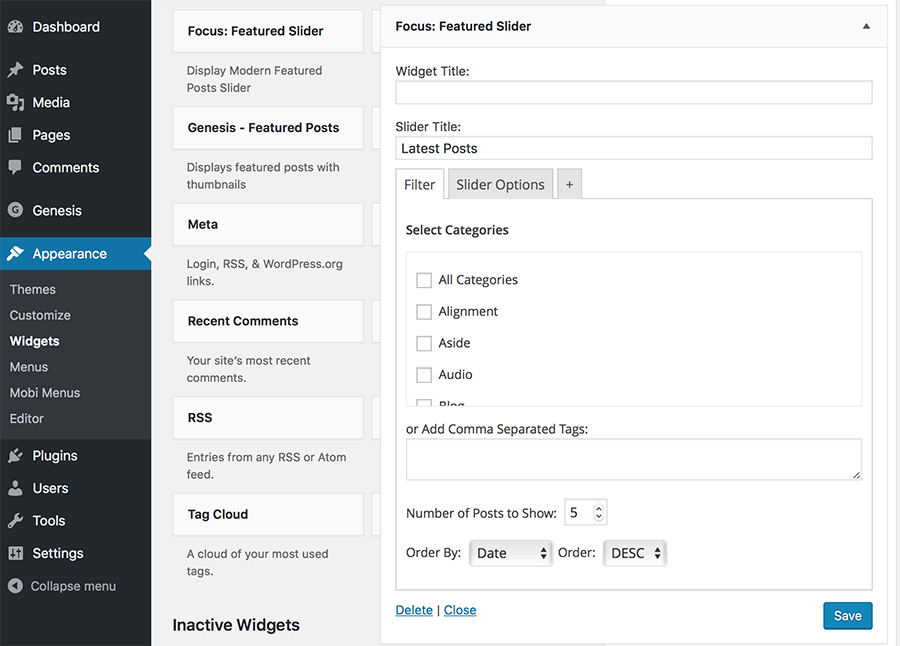 Dashboard
Posts
Media
Pages
Comments
Genesis
Appearance
Themes
Customize
Widgets
Menus
Mobi Menus
Editor
Plugins
Users
Tools
Settings
Collapse menu
Focus: Featured Slider
Display Modern Featured
Posts Slider
Genesis - Featured Posts
Displays featured posts with
thumbnails
Meta
Login, RSS, & WordPress.org
links.
Recent Comments
Your site's most recent
comments.
RSS
Entries from any RSS or Atom
feed.
Tag Cloud
A cloud of your most used
tags.
Inactive Widgets
Focus: Featured Slider
Widget Title:
Slider Title:
Latest Posts
Filter Slider Options +
Select Categories
All Categories
Alignment
Aside
Audio
Blog
or Add Comma Separated Tags:
Number of Posts to Show: 5
Order By: Date Order: DESC
Delete | Close
Save